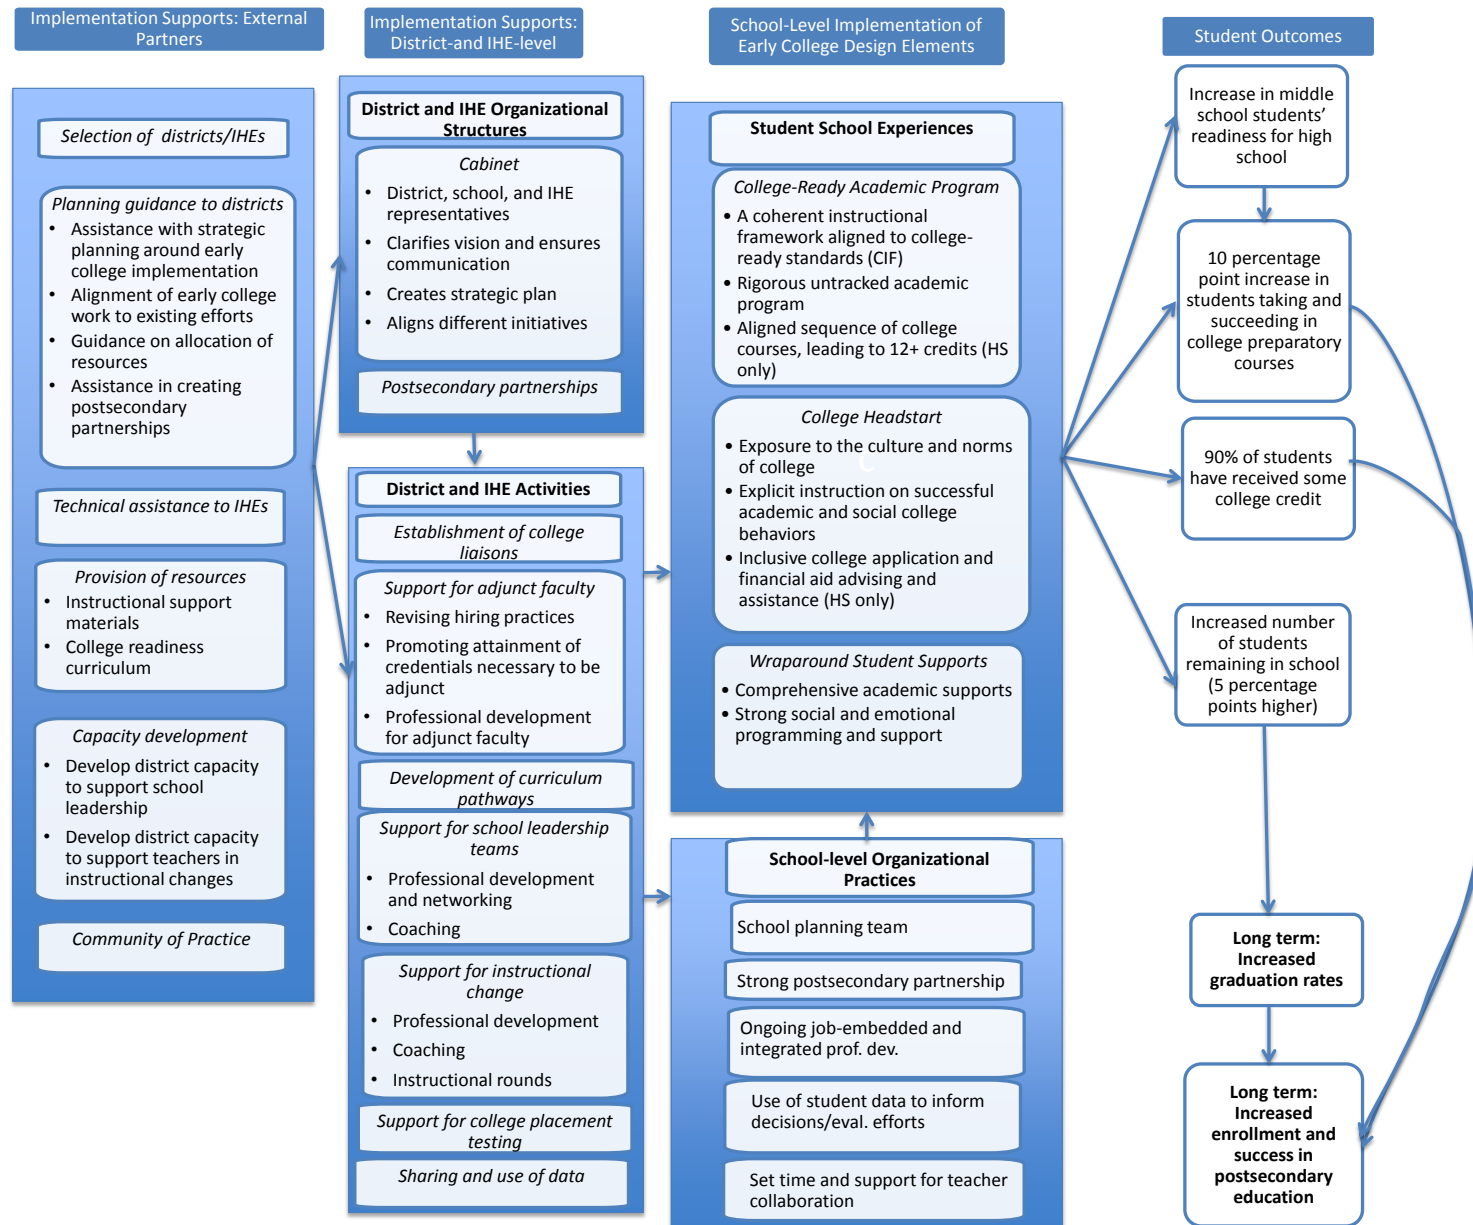 Implementation Supports: External
Partners
Selection of districts/IHEs
Planning guidance to districts
• Assistance with strategic
planning around early
college implementation
• Alignment of early college
work to existing efforts
• Guidance on allocation of
resources
• Assistance in creating
postsecondary
partnerships
Technical assistance to IHEs
Provision of resources
• Instructional support
materials
• College readiness
curriculum
Capacity development
• Develop district capacity
to support school
leadership
• Develop district capacity
to support teachers in
instructional changes
Community of Practice
Implementation Supports:
District-and IHE-level
District and IHE Organizational
Structures
Cabinet
• District, school, and IHE
representatives
• Clarifies vision and ensures
communication
• Creates strategic plan
• Aligns different initiatives
Postsecondary partnerships
District and IHE Activities
Establishment of college
liaisons
Support for adjunct faculty
• Revising hiring practices
• Promoting attainment of
credentials necessary to be
adjunct
• Professional development
for adjunct faculty
Development of curriculum
pathways
Support for school leadership
teams
• Professional development
and networking
• Coaching
Support for instructional
change
• Professional development
• Coaching
• Instructional rounds
Support for college placement
testing
Sharing and use of data
School-Level Implementation of
Early College Design Elements
Student School Experiences
College-Ready Academic Program
• A coherent instructional
framework aligned to college-
ready standards (CIF)
• Rigorous untracked academic
program
• Aligned sequence of college
courses, leading to 12+ credits (HS
only)
College Headstart
• Exposure to the culture and norms
of college
• Explicit instruction on successful
academic and social college
behaviors
• Inclusive college application and
financial aid advising and
assistance (HS only)
Wraparound Student Supports
• Comprehensive academic supports
• Strong social and emotional
programming and support
School-level Organizational
Practices
School planning team
Strong postsecondary partnership
Ongoing job-embedded and
integrated prof. dev.
Use of student data to inform
decisions/eval. efforts
Set time and support for teacher
collaboration
Student Outcomes
Increase in middle
school students’
readiness for high
school
10 percentage
point increase in
students taking and
succeeding in
college preparatory
courses
90% of students
have received some
college credit
Increased number
of students
remaining in school
(5 percentage
points higher)
Long term:
Increased
graduation rates
Long term:
Increased
enrollment and
success in
postsecondary
education